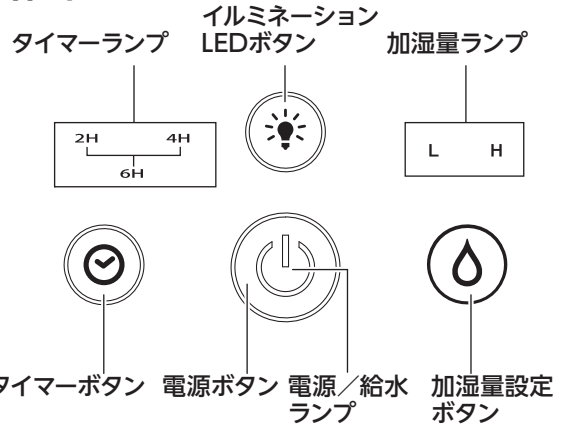 イルミネーション
タイマーランプ LEDボタン 加湿量ランプ
2H 4H
6H
L H
タイマーボタン 電源ボタン 電源／給水 加湿量設定
ランプ ボタン